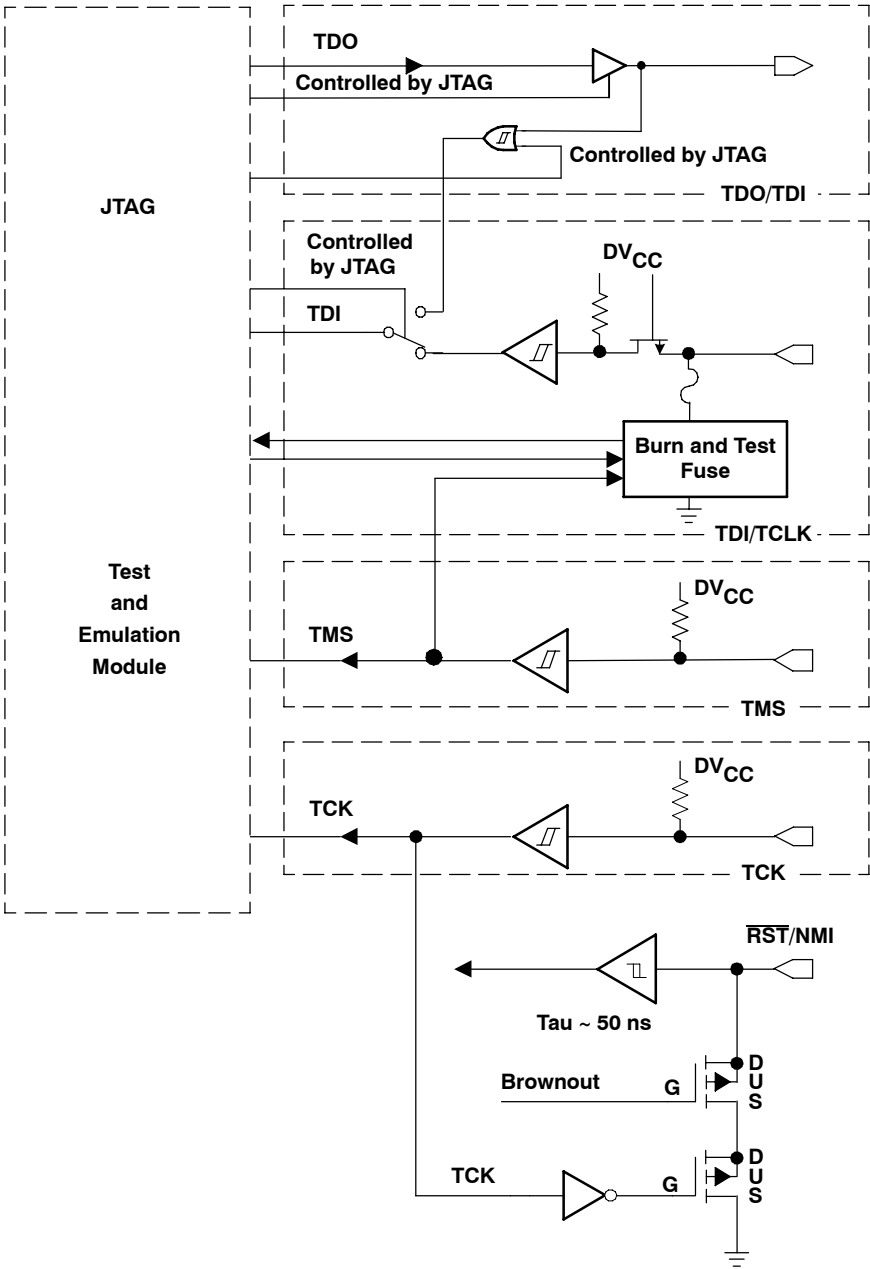 TDO
Controlled by JTAG
Controlled by JTAG
TDO/TDI
JTAG
Controlled
by JTAG
DVCC
TDI
Burn and Test
Fuse
TDI/TCLK
Test
and
Emulation
Module
DVCC
TMS
TMS
DVCC
TCK
TCK
RST/NMI
Tau ~ 50 ns
Brownout
G
D
U
S
TCK
G
D
U
S